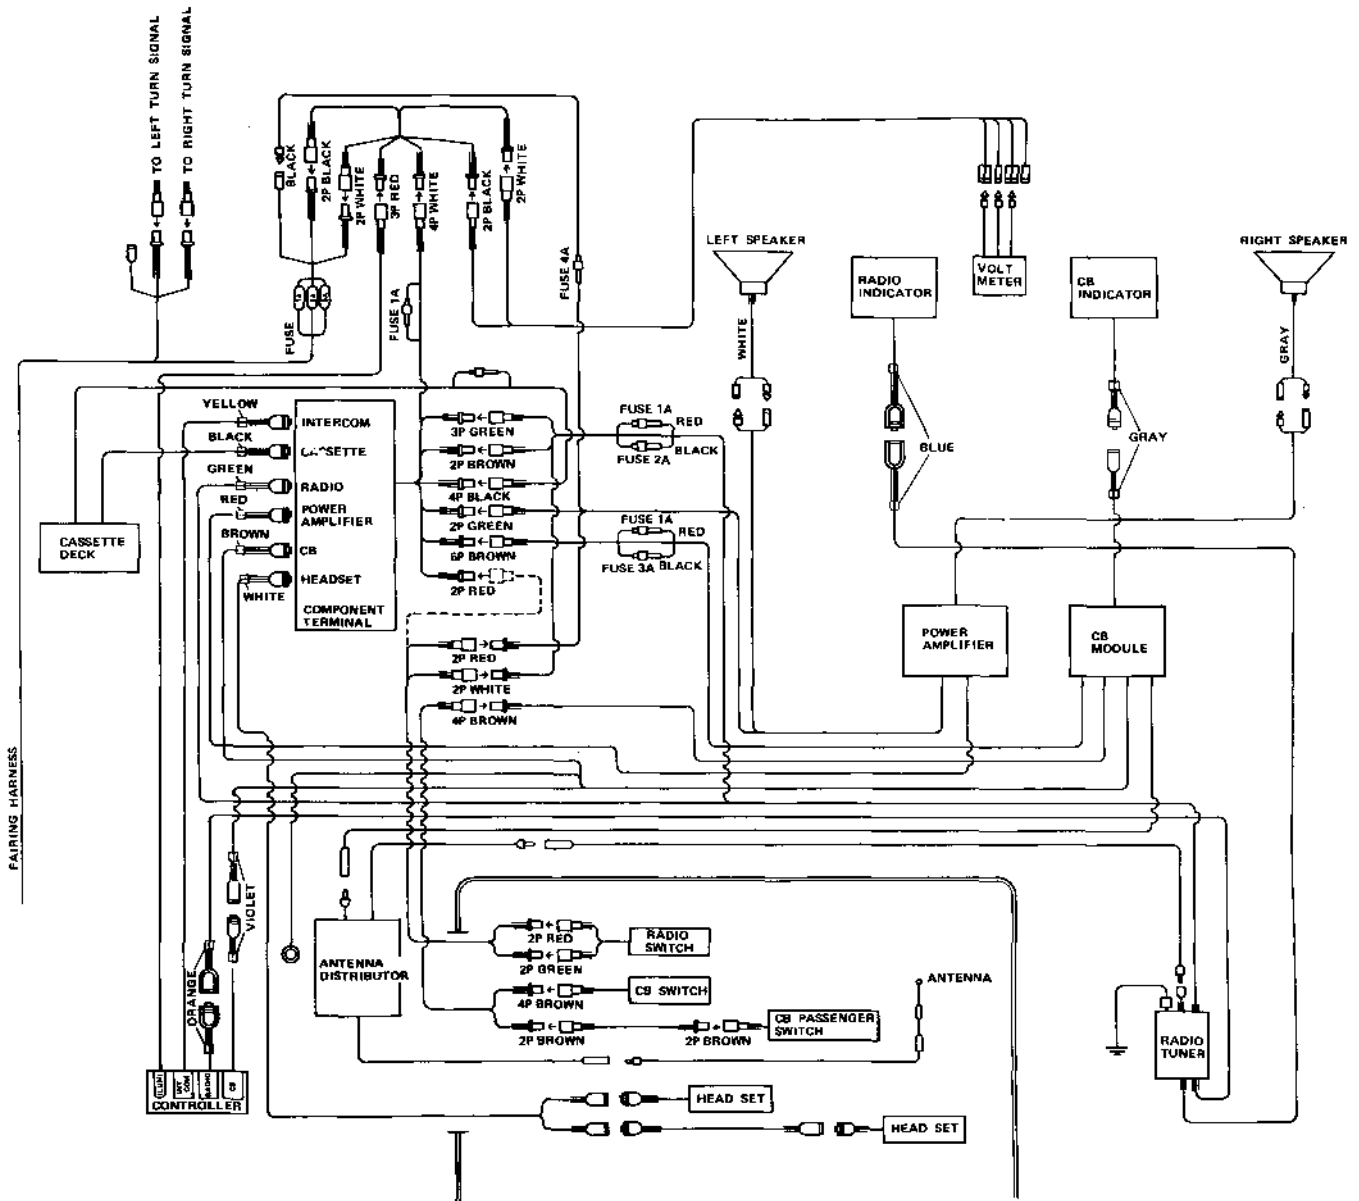 TO LEFT TURN SIGNAL
TO RIGHT TURN SIGNAL
BLACK
2P BLACK
2P WHITE
3P RED
4P WHITE
2P BLACK
2P WHITE
FUSE 4A
FUSE 1A
FUSE
LEFT SPEAKER
RADIO
INDICATOR
VOLT
METER
CB
INDICATOR
RIGHT SPEAKER
WHITE
GRAY
BLUE
GRAY
YELLOW
INTERCOM
BLACK
CASSETTE
GREEN
RADIO
RED
POWER
AMPLIFIER
BROWN
CB
HEADSET
WHITE
COMPONENT
TERMINAL
CASSETTE
DECK
3P GREEN
2P BROWN
4P BLACK
2P GREEN
6P BROWN
2P RED
FUSE 1A
RED
BLACK
FUSE 2A
FUSE 1A
RED
FUSE 3A
BLACK
2P RED
2P WHITE
4P BROWN
POWER
AMPLIFIER
CB
MODULE
FAIRING HARNESS
VIOLET
ORANGE
ANTENNA
DISTRIBUTOR
2P RED
2P GREEN
RADIO
SWITCH
4P BROWN
CB SWITCH
2P BROWN
2P BROWN
CB PASSENGER
SWITCH
ANTENNA
RADIO
TUNER
INT
COM
RADIO
CB
CONTROLLER
HEAD SET
HEAD SET